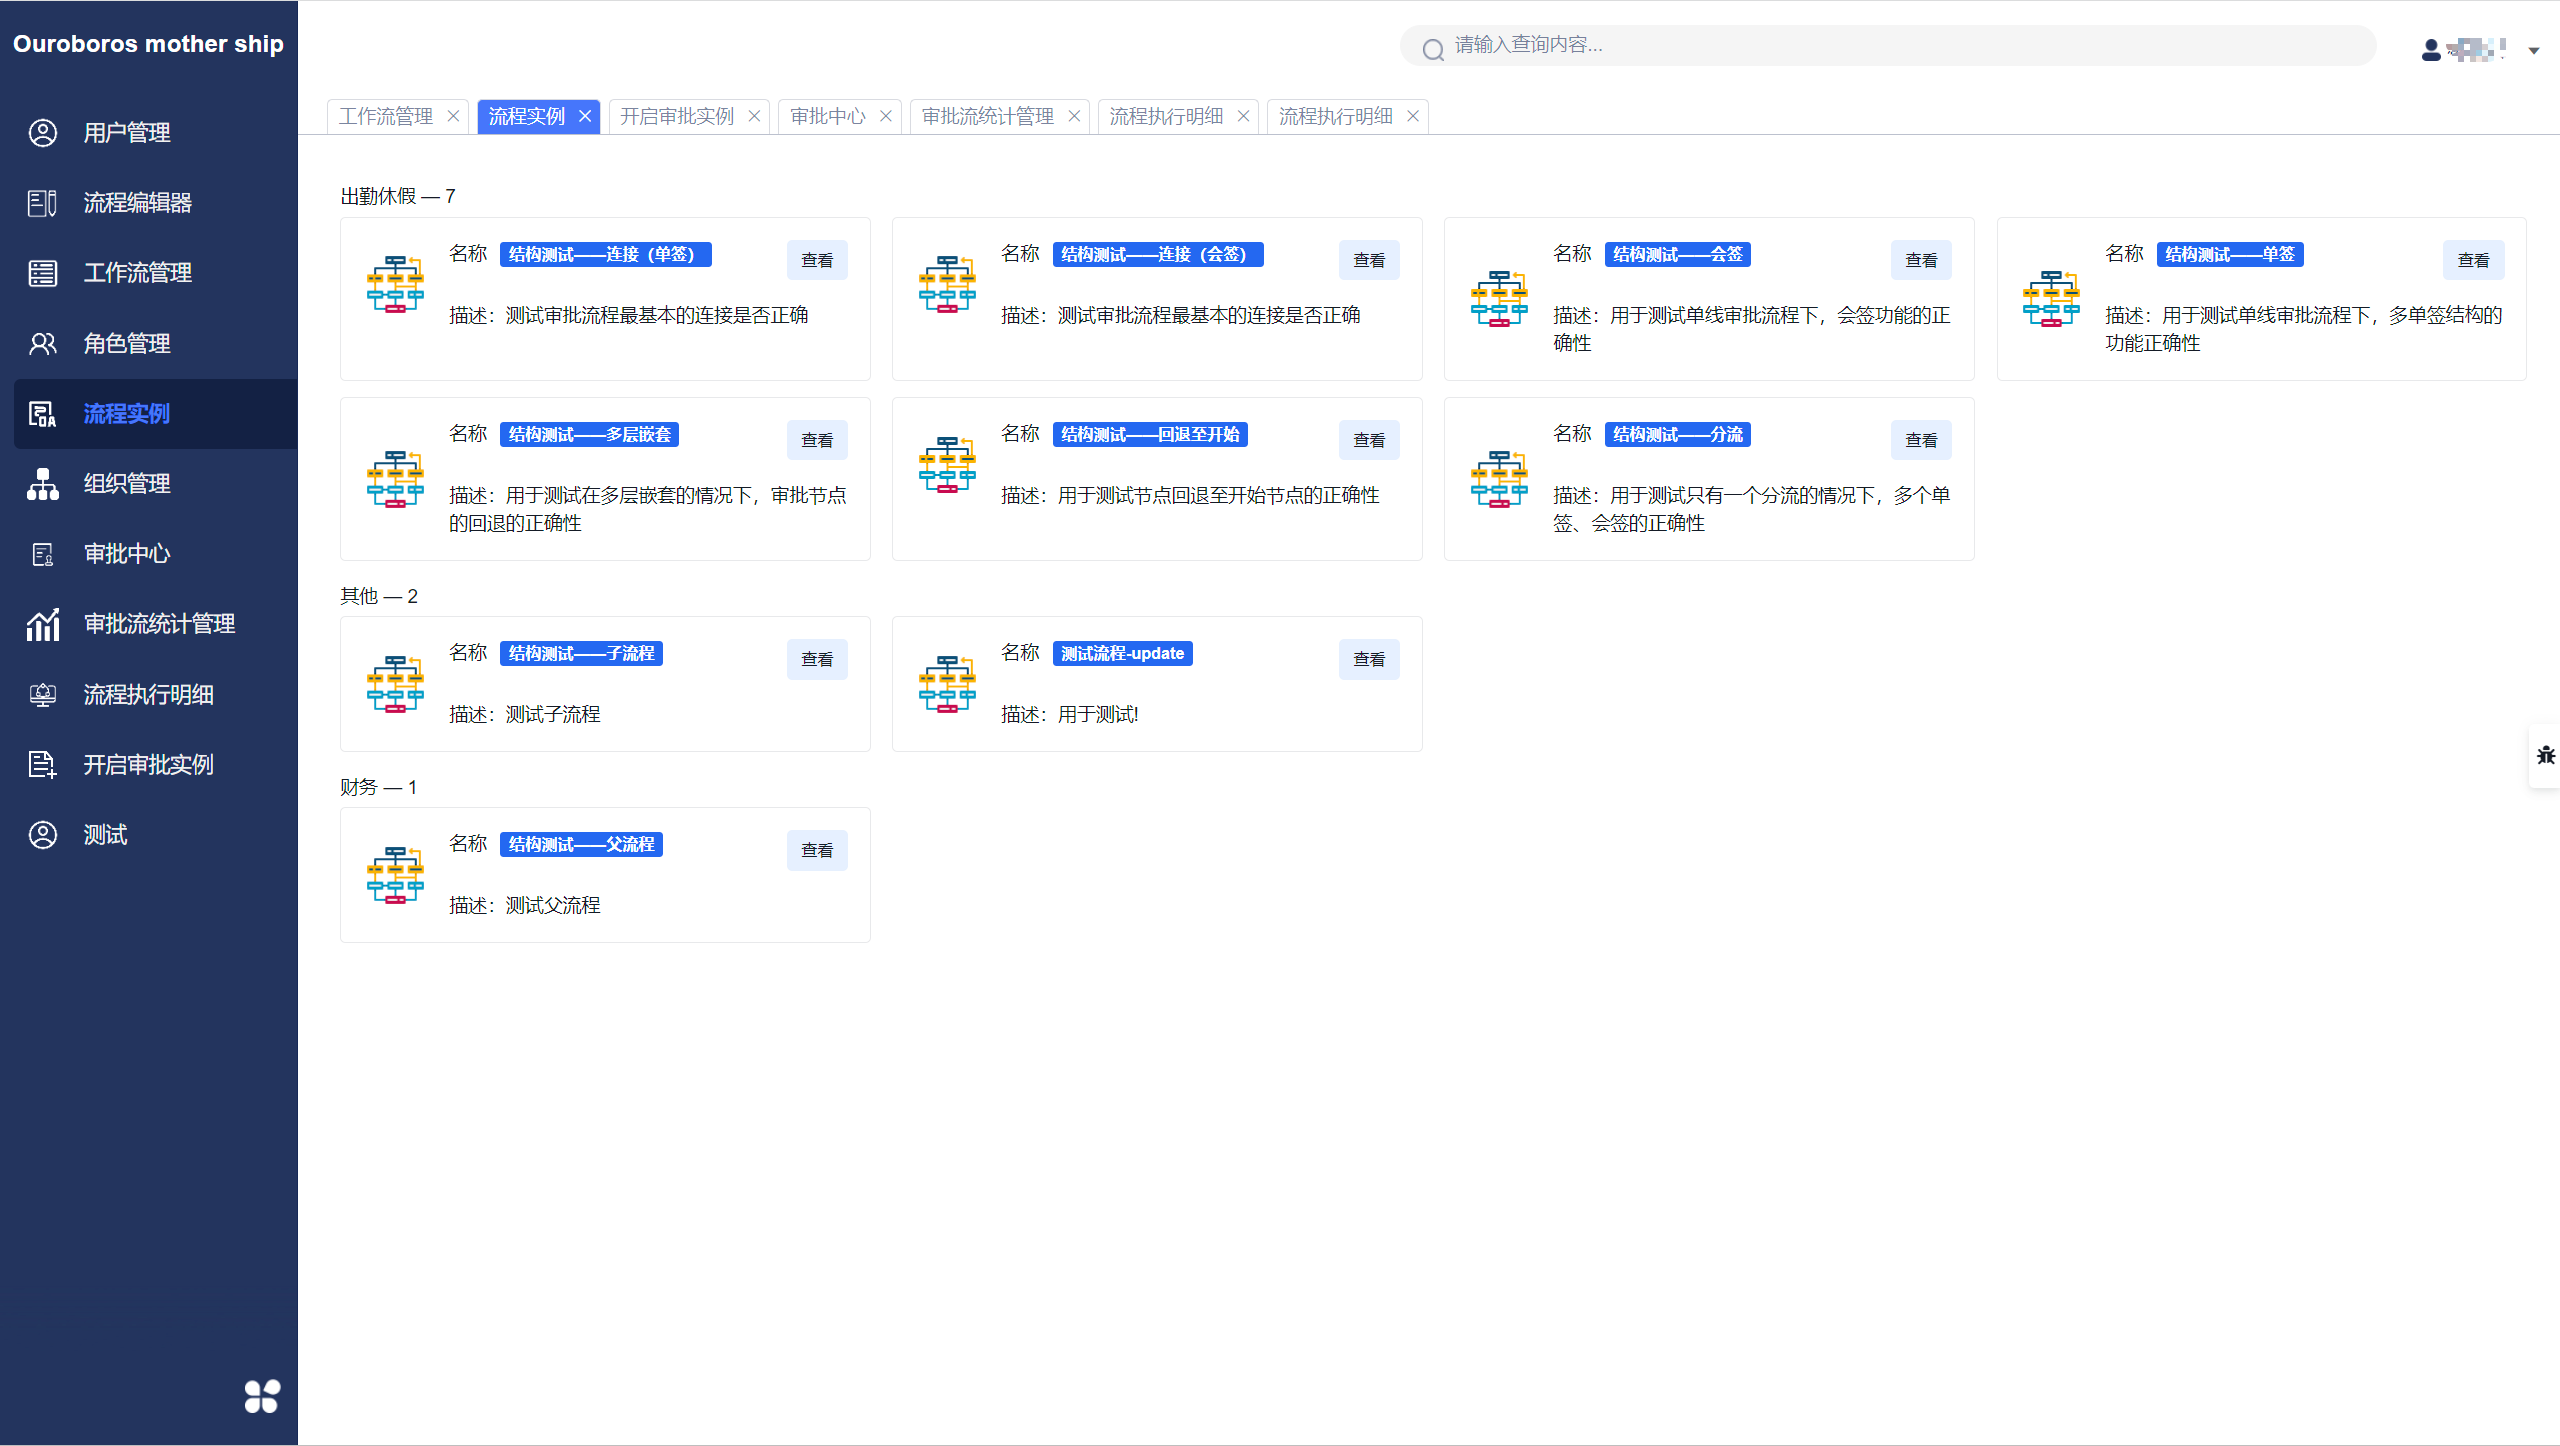 Ouroboros mother ship
请输入查询内容...
用户管理
流程编辑器
工作流管理
角色管理
流程实例
组织管理
审批中心
审批流统计管理
流程执行明细
开启审批实例
测试
工作流管理 流程实例 开启审批实例 审批中心 审批流统计管理 流程执行明细 流程执行明细
出勤休假 — 7
名称 结构测试——连接（单签） 查看
描述：测试审批流程最基本的连接是否正确
名称 结构测试——连接（会签） 查看
描述：测试审批流程最基本的连接是否正确
名称 结构测试——会签 查看
描述：用于测试单线审批流程下，会签功能的正
确性
名称 结构测试——单签 查看
描述：用于测试单线审批流程下，多单签结构的
功能正确性
名称 结构测试——多层嵌套 查看
描述：用于测试在多层嵌套的情况下，审批节点
的回退的正确性
名称 结构测试——回退至开始 查看
描述：用于测试节点回退至开始节点的正确性
名称 结构测试——分流 查看
描述：用于测试只有一个分流的情况下，多个单
签、会签的正确性
其他 — 2
名称 结构测试——子流程 查看
描述：测试子流程
名称 测试流程-update 查看
描述：用于测试!
财务 — 1
名称 结构测试——父流程 查看
描述：测试父流程